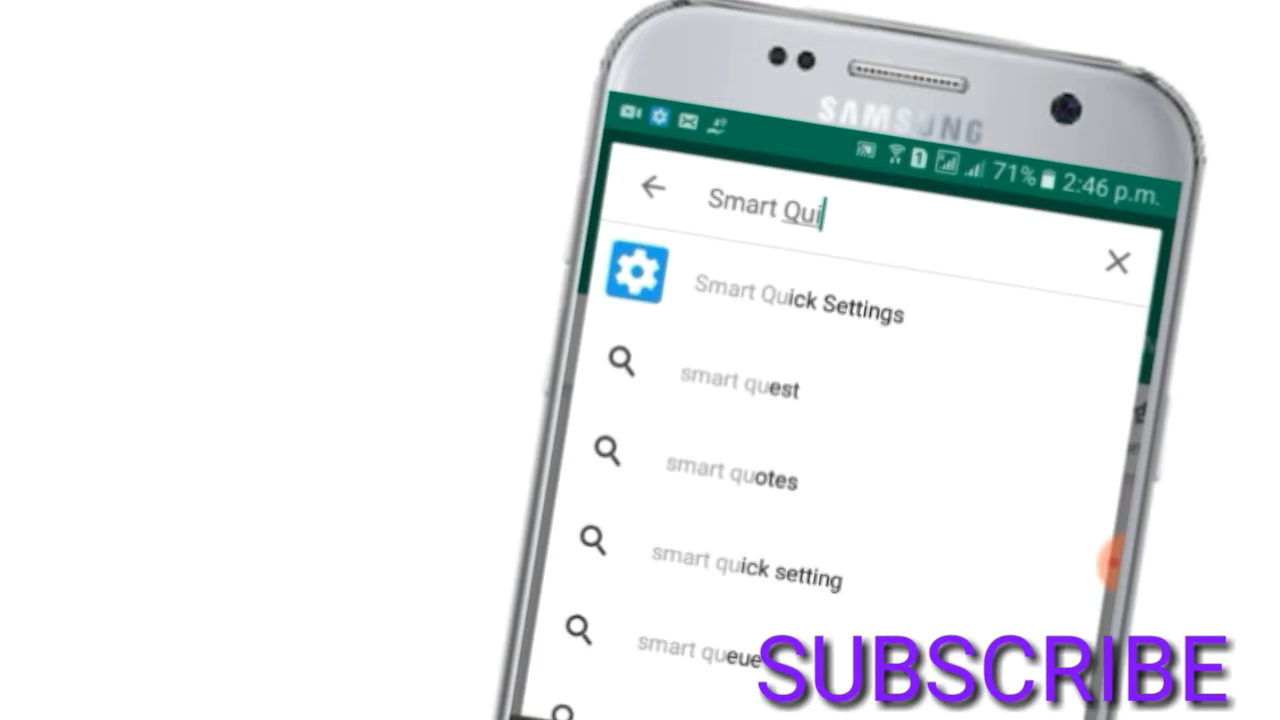 SAMSUNG
1 71% 2:46 p.m.
Smart Qui
Smart Quick Settings
smart quest
smart quotes
smart quick setting
smart queue
SUBSCRIBE